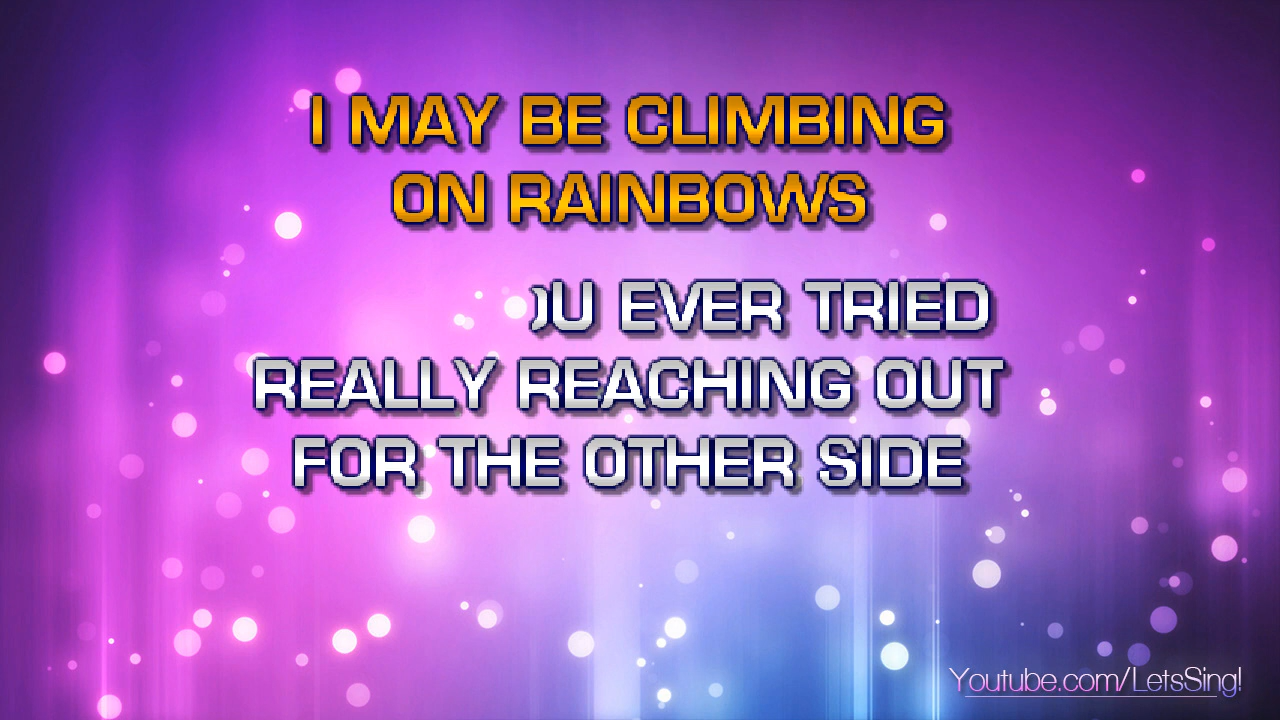 I MAY BE CLIMBING
ON RAINBOWS
EVER TRIED
REALLY REACHING OUT
FOR THE OTHER SIDE
Youtube.com/LetsSing!